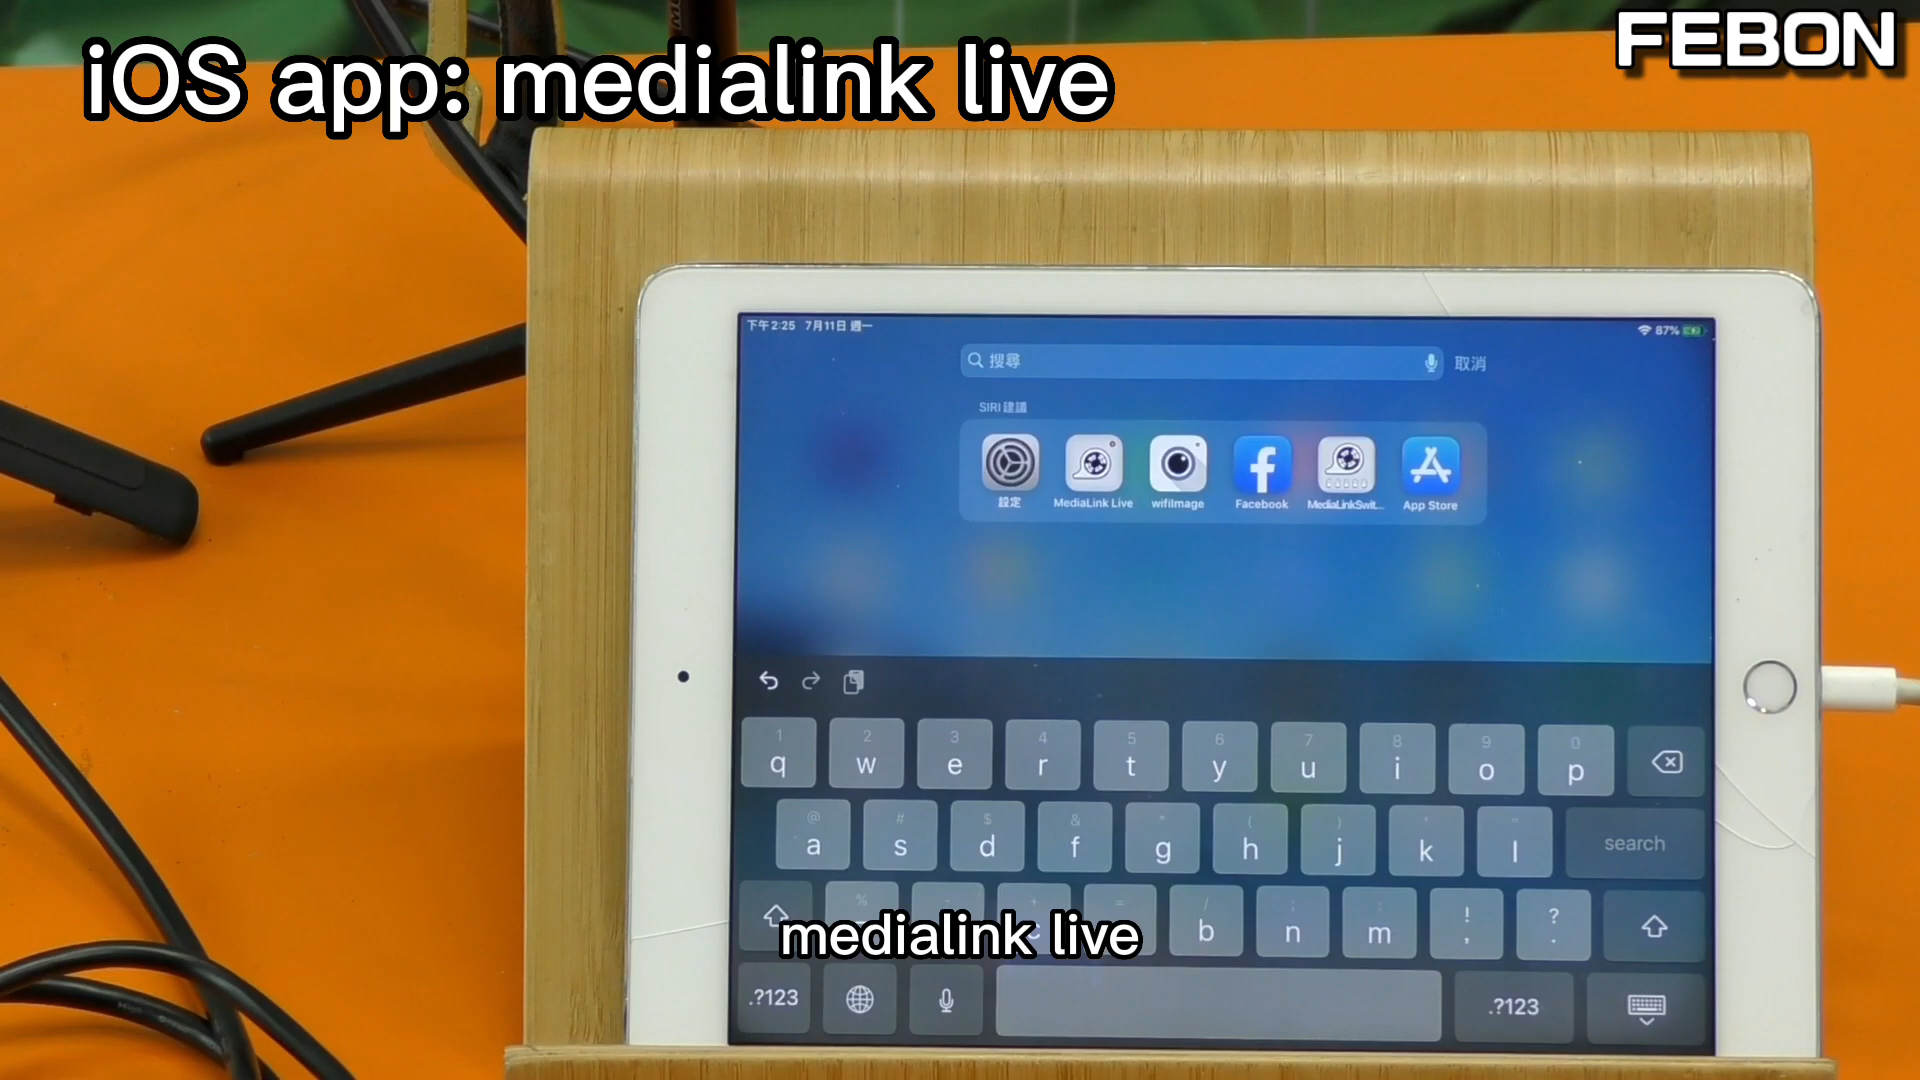 iOS app: medialink live
FEBON
下午2:25 7月11日 週一
87%
搜尋
取消
SIRI 建議
設定
MediaLink Live
wifiImage
Facebook
MediaLinkSwit...
App Store
1 2 3 4 5 6 7 8 9 0
q w e r t y u i o p
@ # $ & * ( ) ' "
a s d f g h j k l search
% - + = / ; :
b n m ! , ? .
medialink live
.?123 .?123